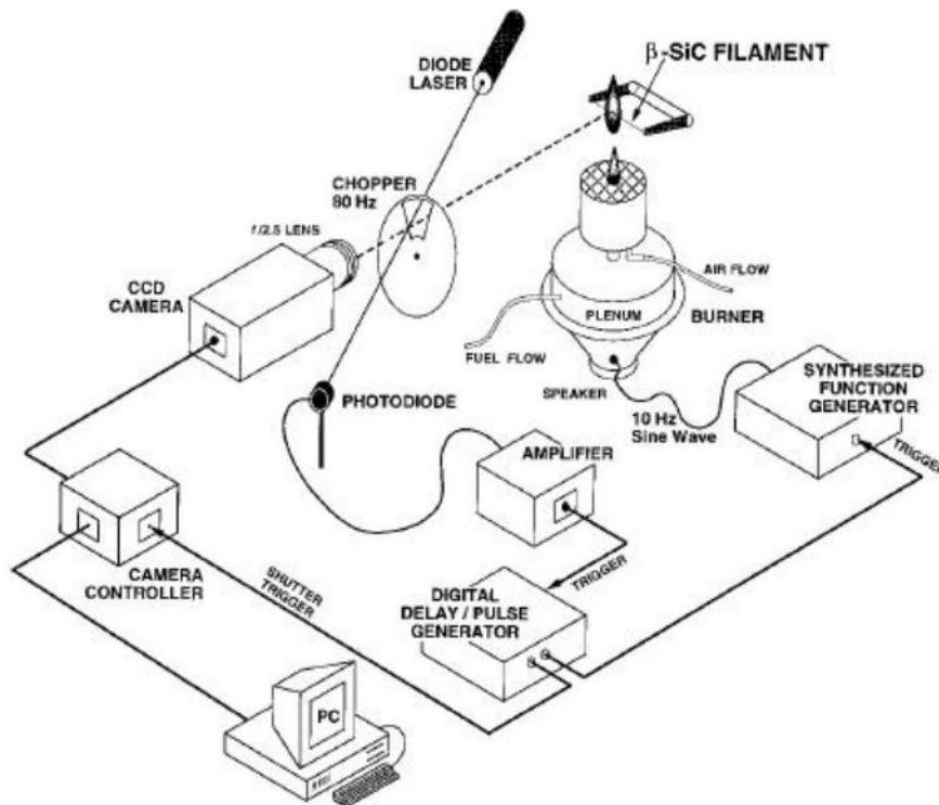 DIODE
LASER
β-SiC FILAMENT
CHOPPER
80 Hz
f/2.5 LENS
CCD
CAMERA
AIR FLOW
PLENUM
BURNER
FUEL FLOW
SPEAKER
SYNTHESIZED
FUNCTION
GENERATOR
PHOTODIODE
10 Hz
Sine Wave
TRIGGER
AMPLIFIER
CAMERA
CONTROLLER
SHUTTER
TRIGGER
TRIGGER
DIGITAL
DELAY / PULSE
GENERATOR
PC